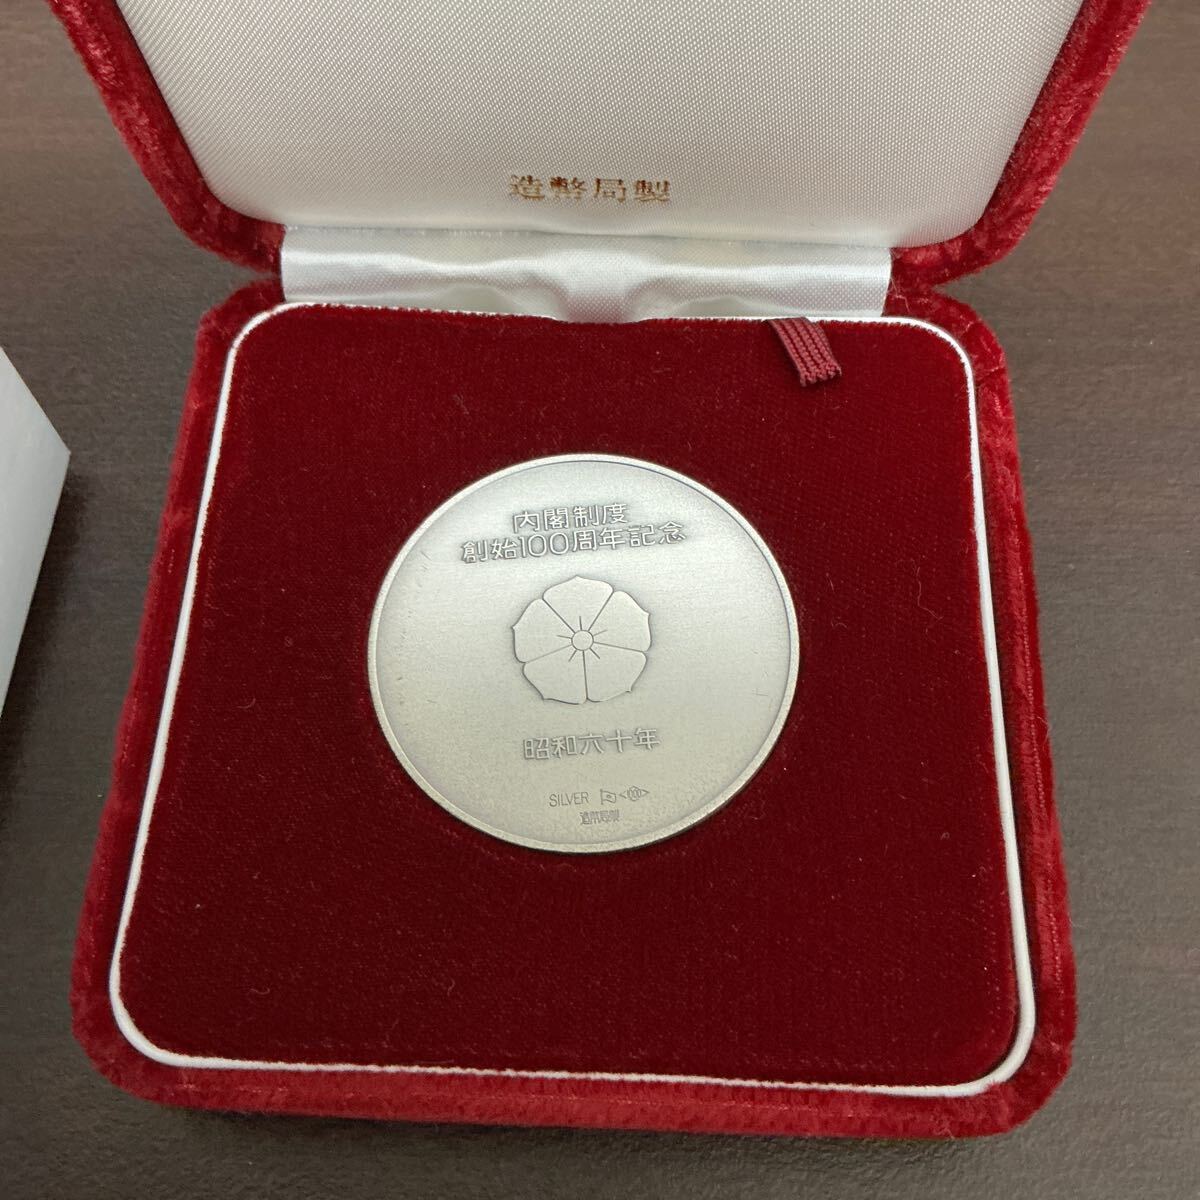 造幣局製
内閣制度
創始100周年記念
昭和六十年
SILVER
造幣局製